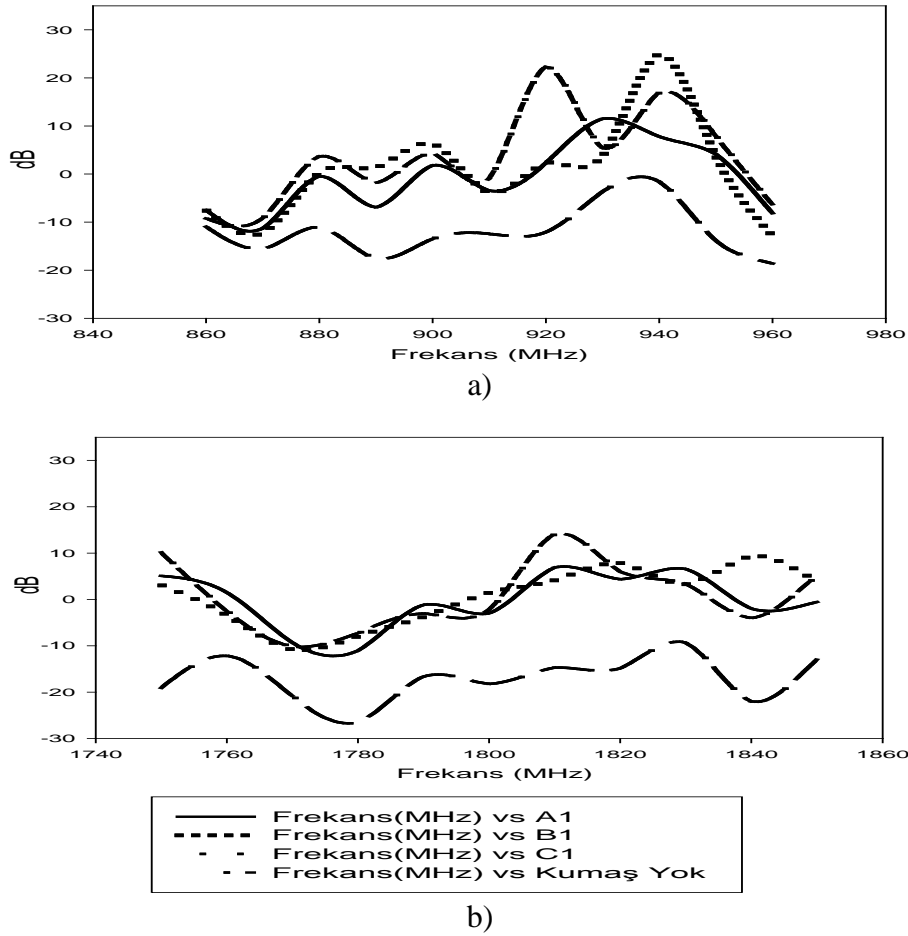 30
20
10
0
-10
-20
-30
dB
840 860 880 900 920 940 960 980
Frekans (MHz)
a)
30
20
10
0
-10
-20
-30
dB
1740 1760 1780 1800 1820 1840 1860
Frekans (MHz)
Frekans(MHz) vs A1
Frekans(MHz) vs B1
Frekans(MHz) vs C1
Frekans(MHz) vs Kumaş Yok
b)